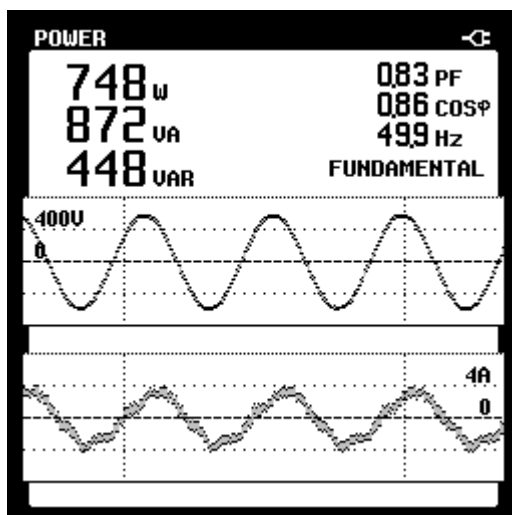 POWER
748 W
872 VA
448 VAR
0.83 PF
0.86 COSφ
49.9 Hz
FUNDAMENTAL
400V
0
4A
0